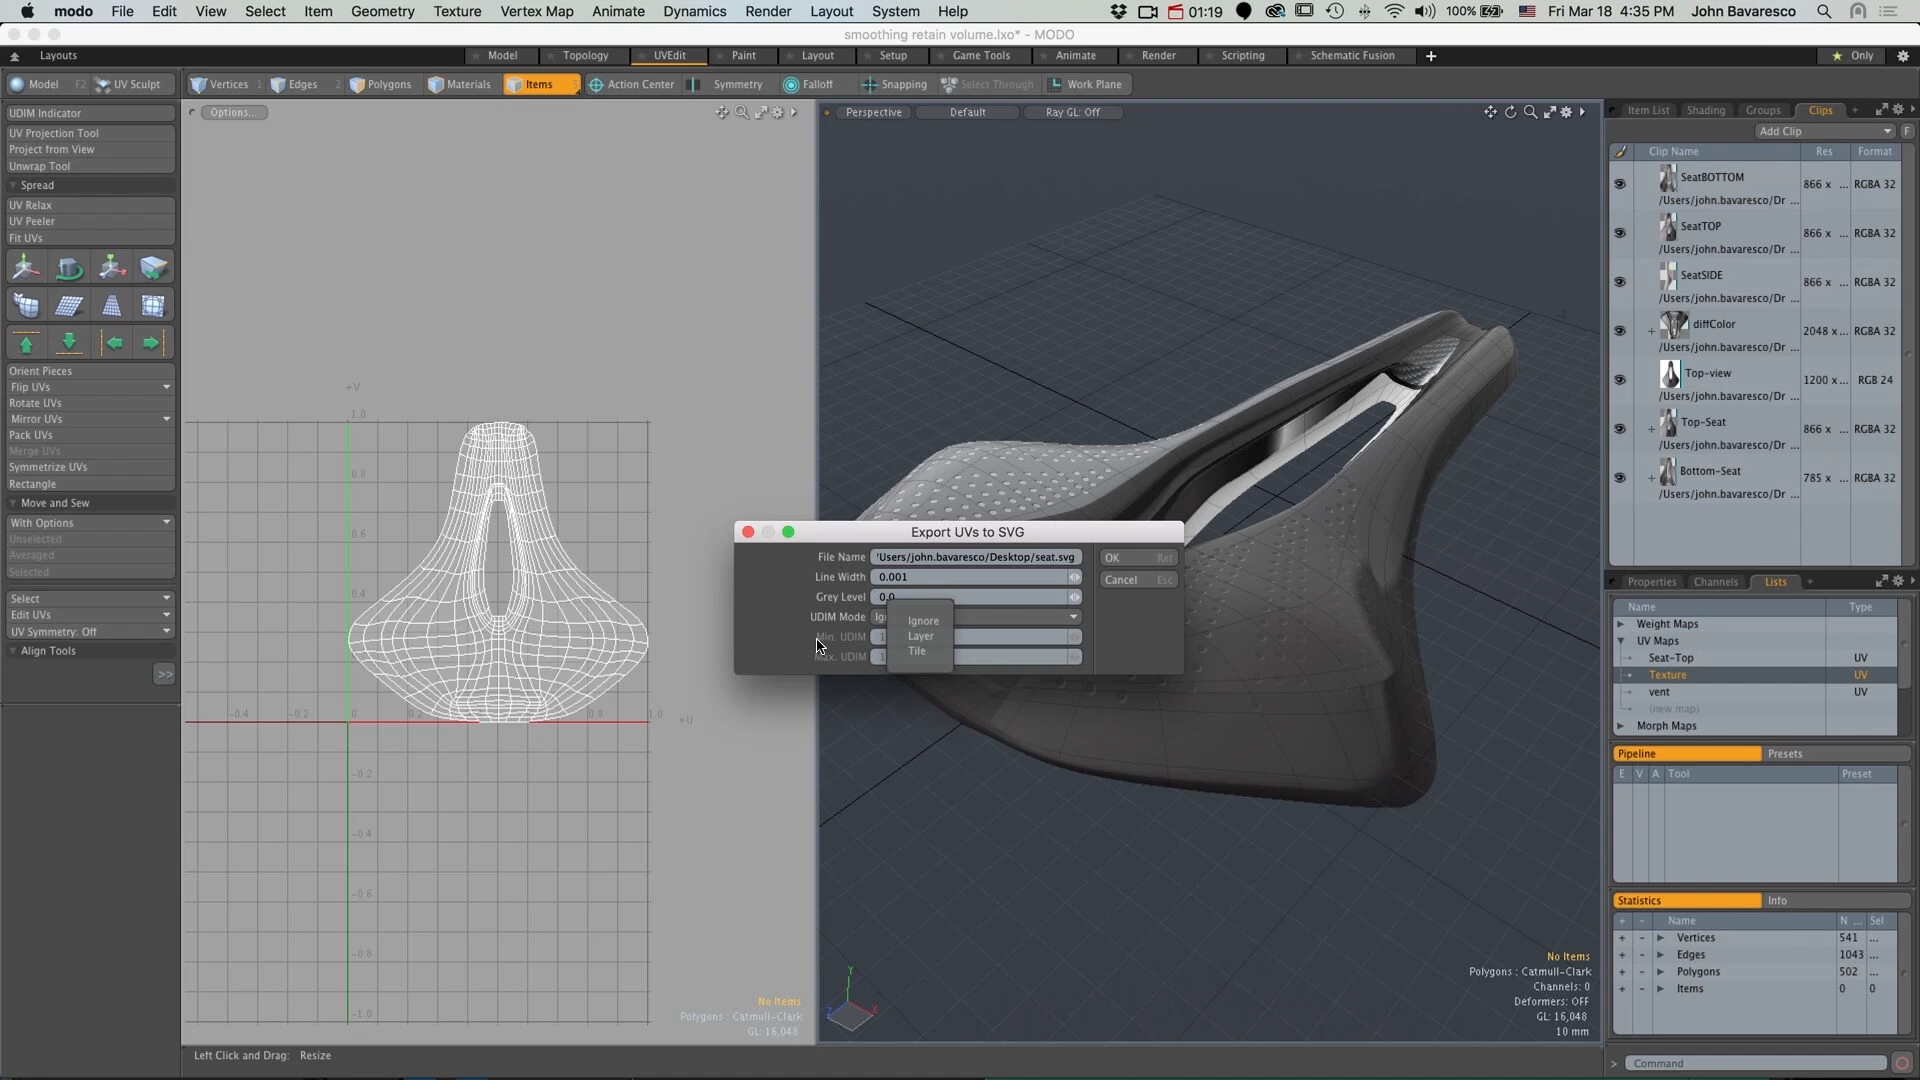 modo File Edit View Select Item Geometry Texture Vertex Map Animate Dynamics Render Layout System Help 01:19 100% Fri Mar 18 4:35 PM John Bavaresco
smoothing retain volume.lxo* - MODO
Layouts Model Topology UVEdit Paint Layout Setup Game Tools Animate Render Scripting Schematic Fusion + Only
Model F2 UV Sculpt Vertices 1 Edges 2 Polygons Materials Items 5 Action Center Symmetry Falloff Snapping Select Through Work Plane
UDIM Indicator
UV Projection Tool
Project from View
Unwrap Tool
Spread
UV Relax
UV Peeler
Fit UVs
Orient Pieces
Flip UVs
Rotate UVs
Mirror UVs
Pack UVs
Merge UVs
Symmetrize UVs
Rectangle
Move and Sew
With Options
Unselected
Averaged
Selected
Select
Edit UVs
UV Symmetry: Off
Align Tools
>>
Options...
+V
1.0
0.8
0.6
0.4
-0.4 -0.2 0 0.2 0.8 1.0 +U
-0.2
-0.4
-0.6
-0.8
-1.0
No Items
Polygons : Catmull-Clark
GL: 16,048
Left Click and Drag: Resize
Perspective Default Ray GL: Off
Export UVs to SVG
File Name 'Users/john.bavaresco/Desktop/seat.svg OK Ret
Line Width 0.001
Cancel Esc
Grey Level 0.0
UDIM Mode Ig
Min. UDIM 1
Max. UDIM 1
Ignore
Layer
Tile
Y
X
Z
No Items
Polygons : Catmull-Clark
Channels: 0
Deformers: OFF
GL: 16,048
10 mm
Item List Shading Groups Clips +
Add Clip F
Clip Name Res Format
SeatBOTTOM
/Users/john.bavaresco/Dr ... 866 x ... RGBA 32
SeatTOP
/Users/john.bavaresco/Dr ... 866 x ... RGBA 32
SeatSIDE
/Users/john.bavaresco/Dr ... 866 x ... RGBA 32
+ diffColor
/Users/john.bavaresco/Dr ... 2048 x ... RGBA 32
Top-view
/Users/john.bavaresco/Dr ... 1200 x ... RGB 24
+ Top-Seat
/Users/john.bavaresco/Dr ... 866 x ... RGBA 32
+ Bottom-Seat
/Users/john.bavaresco/Dr ... 785 x ... RGBA 32
Properties Channels Lists +
Name Type
Weight Maps
UV Maps
Seat-Top UV
Texture UV
vent UV
(new map)
Morph Maps
Pipeline Presets
E V A Tool Preset
Statistics Info
+ - Name N ... Sel
+ - Vertices 541 ...
+ - Edges 1043 ...
+ - Polygons 502 ...
+ - Items 0 0
> Command